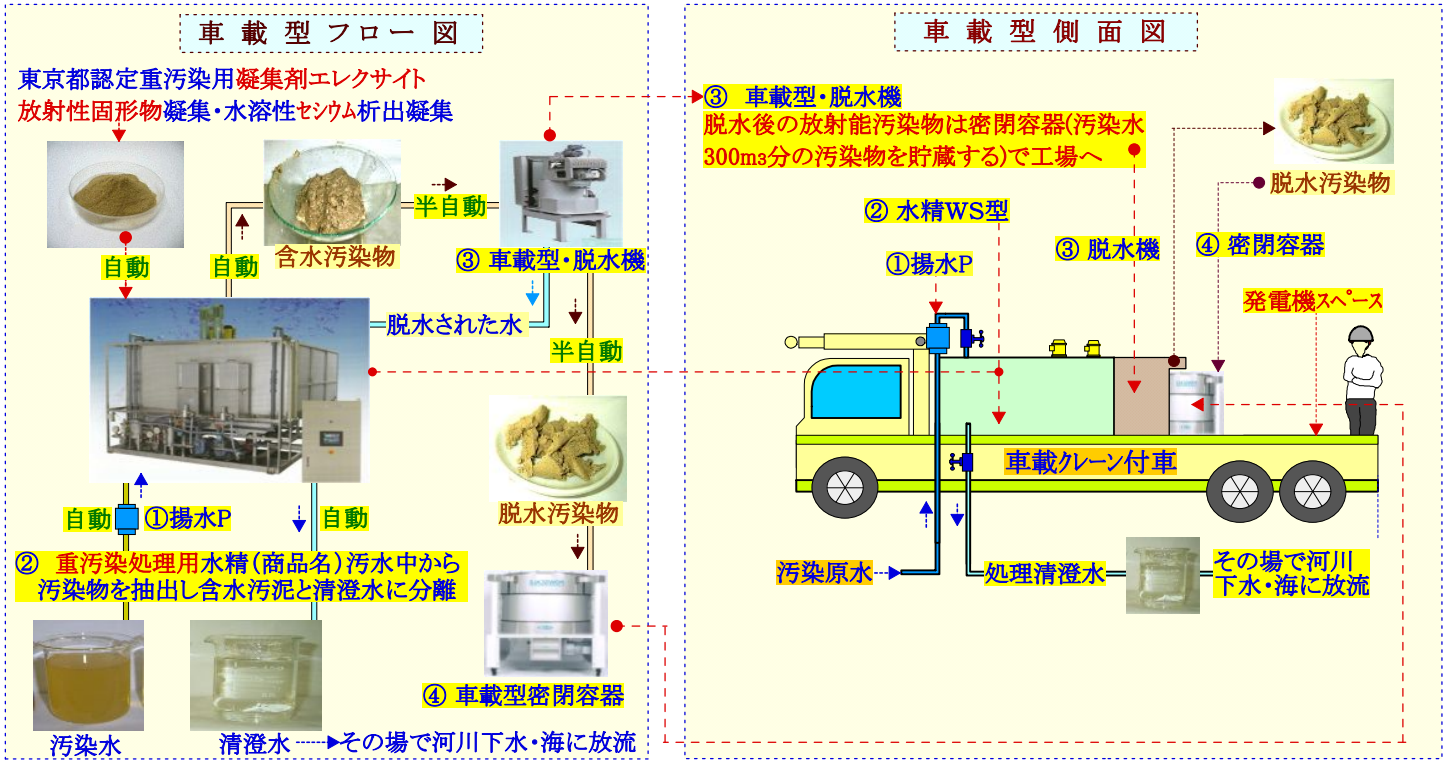 車載型フロー図
東京都認定重汚染用凝集剤エレクサイト
放射性固形物凝集・水溶性セシウム析出凝集
自動
自動
含水汚染物
半自動
③ 車載型・脱水機
脱水された水
半自動
脱水汚染物
自動
①揚水P
自動
② 重汚染処理用水精(商品名)汚水中から
汚染物を抽出し含水汚泥と清澄水に分離
汚染水
清澄水
その場で河川下水・海に放流
④ 車載型密閉容器
車載型側面図
③ 車載型・脱水機
脱水後の放射能汚染物は密閉容器(汚染水
300m3分の汚染物を貯蔵する)で工場へ
脱水汚染物
② 水精WS型
①揚水P
③ 脱水機
④ 密閉容器
発電機スペース
車載クレーン付車
汚染原水
処理清澄水
その場で河川
下水・海に放流